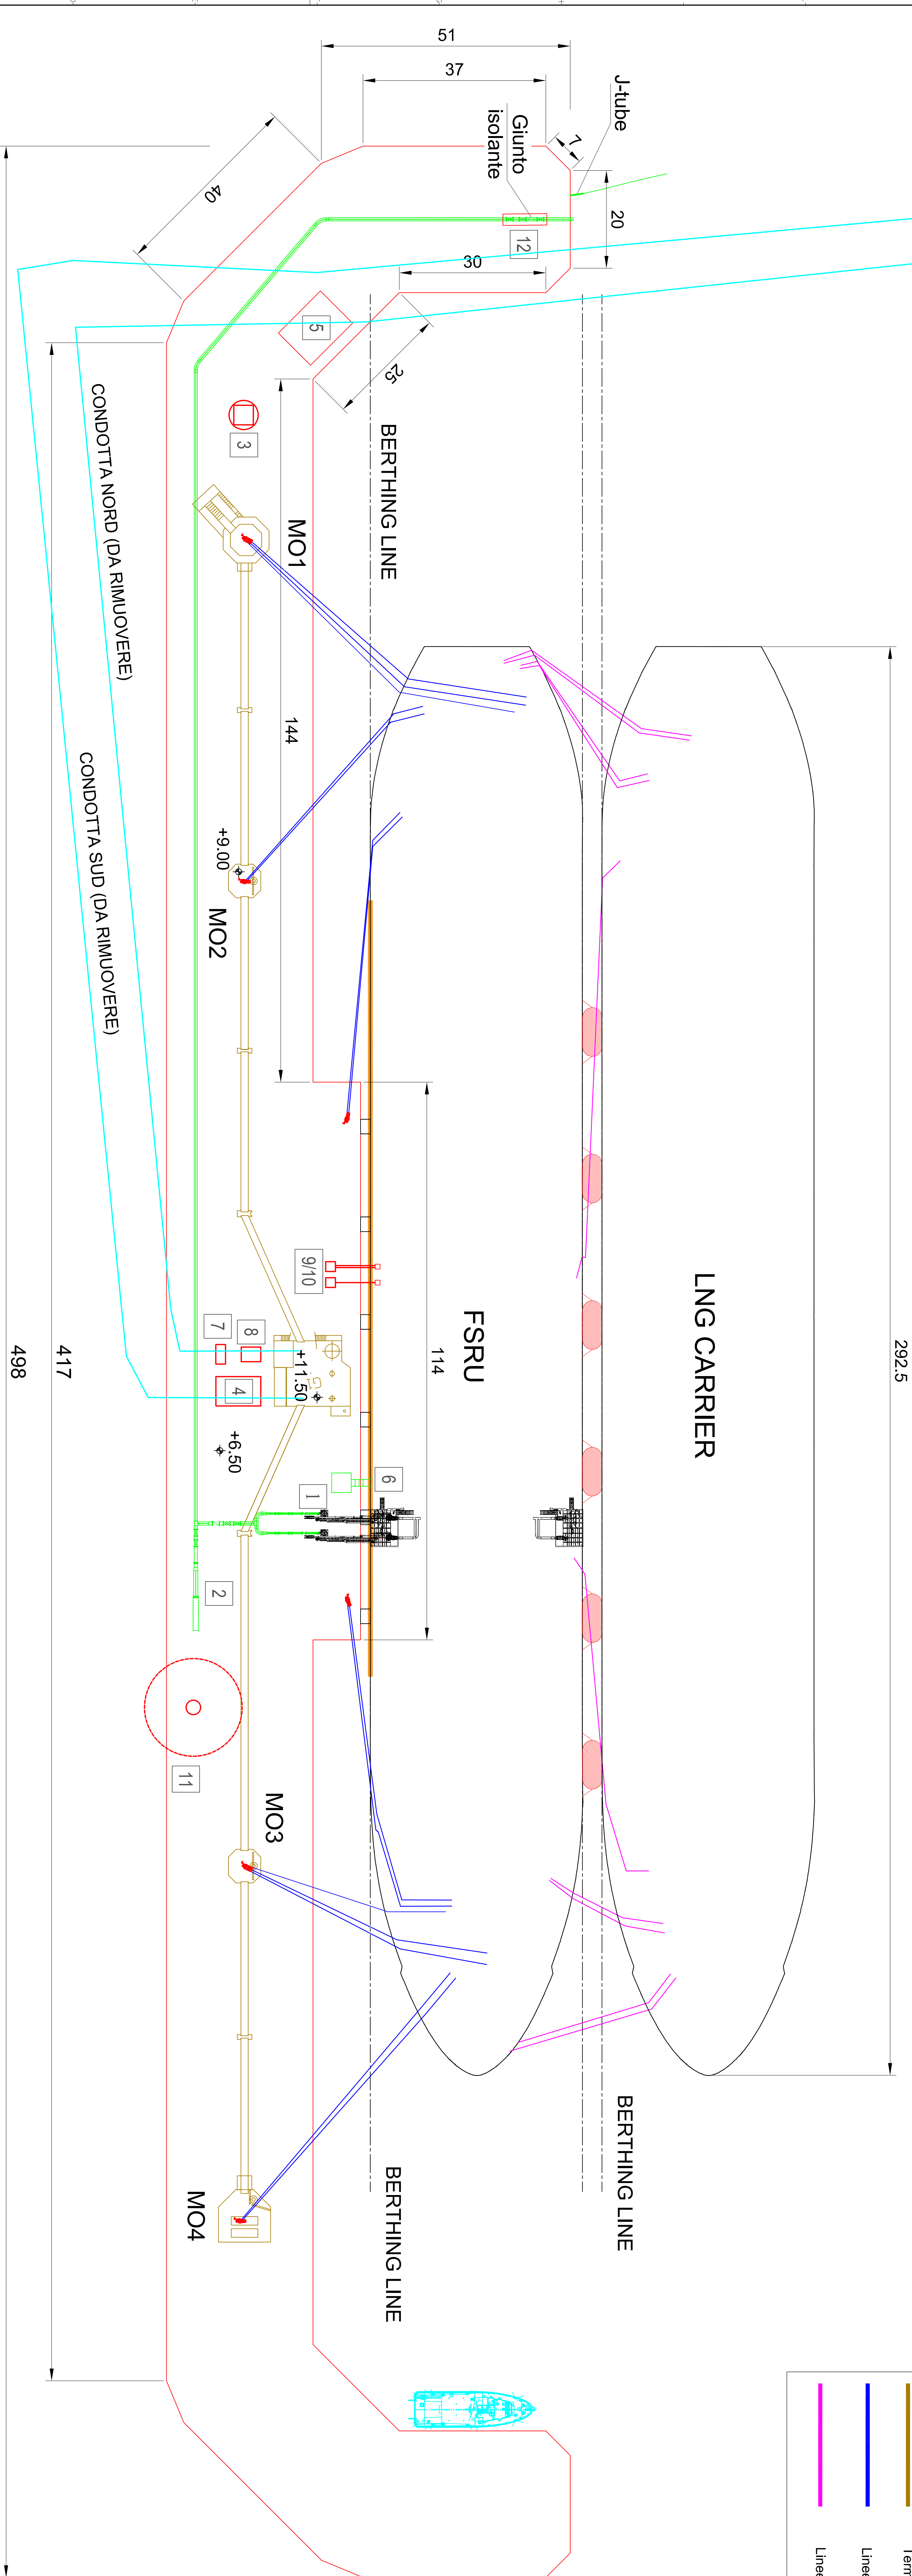 51
37
J-tube
Giunto
isolante
7
20
40
12
30
5
25
3
BERTHING LINE
CONDOTTA NORD (DA RIMUOVERE)
MO1
144
292.5
CONDOTTA SUD (DA RIMUOVERE)
+9.00
MO2
LNG CARRIER
FSRU
9/10
114
7
8
+11.50
4
417
498
+6.50
6
1
2
11
MO3
MO4
BERTHING LINE
BERTHING LINE